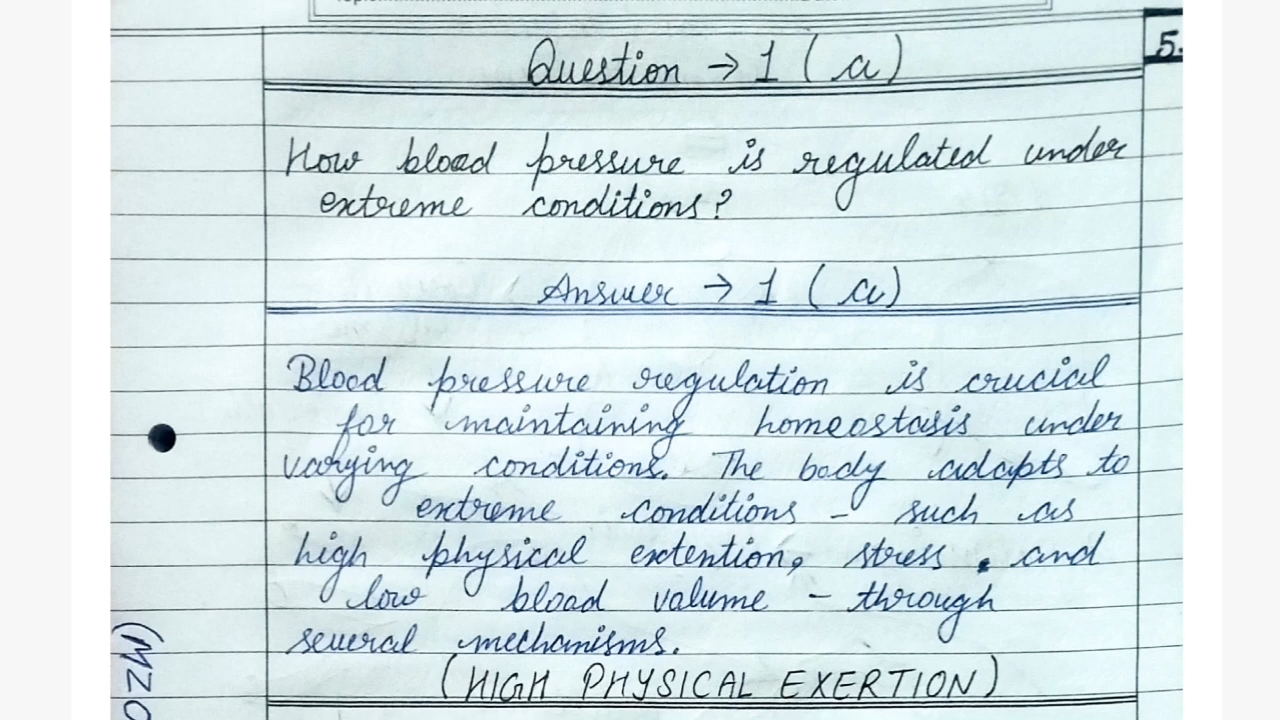 Question → 1 (a)
5.
How blood pressure is regulated under
extreme conditions?
Answer → 1 (a)
Blood pressure regulation is crucial
for maintaining homeostasis under
varying conditions. The body adapts to
extreme conditions - such as
high physical extention, stress, and
low blood volume - through
several mechanisms.
(HIGH PHYSICAL EXERTION)
(MZO